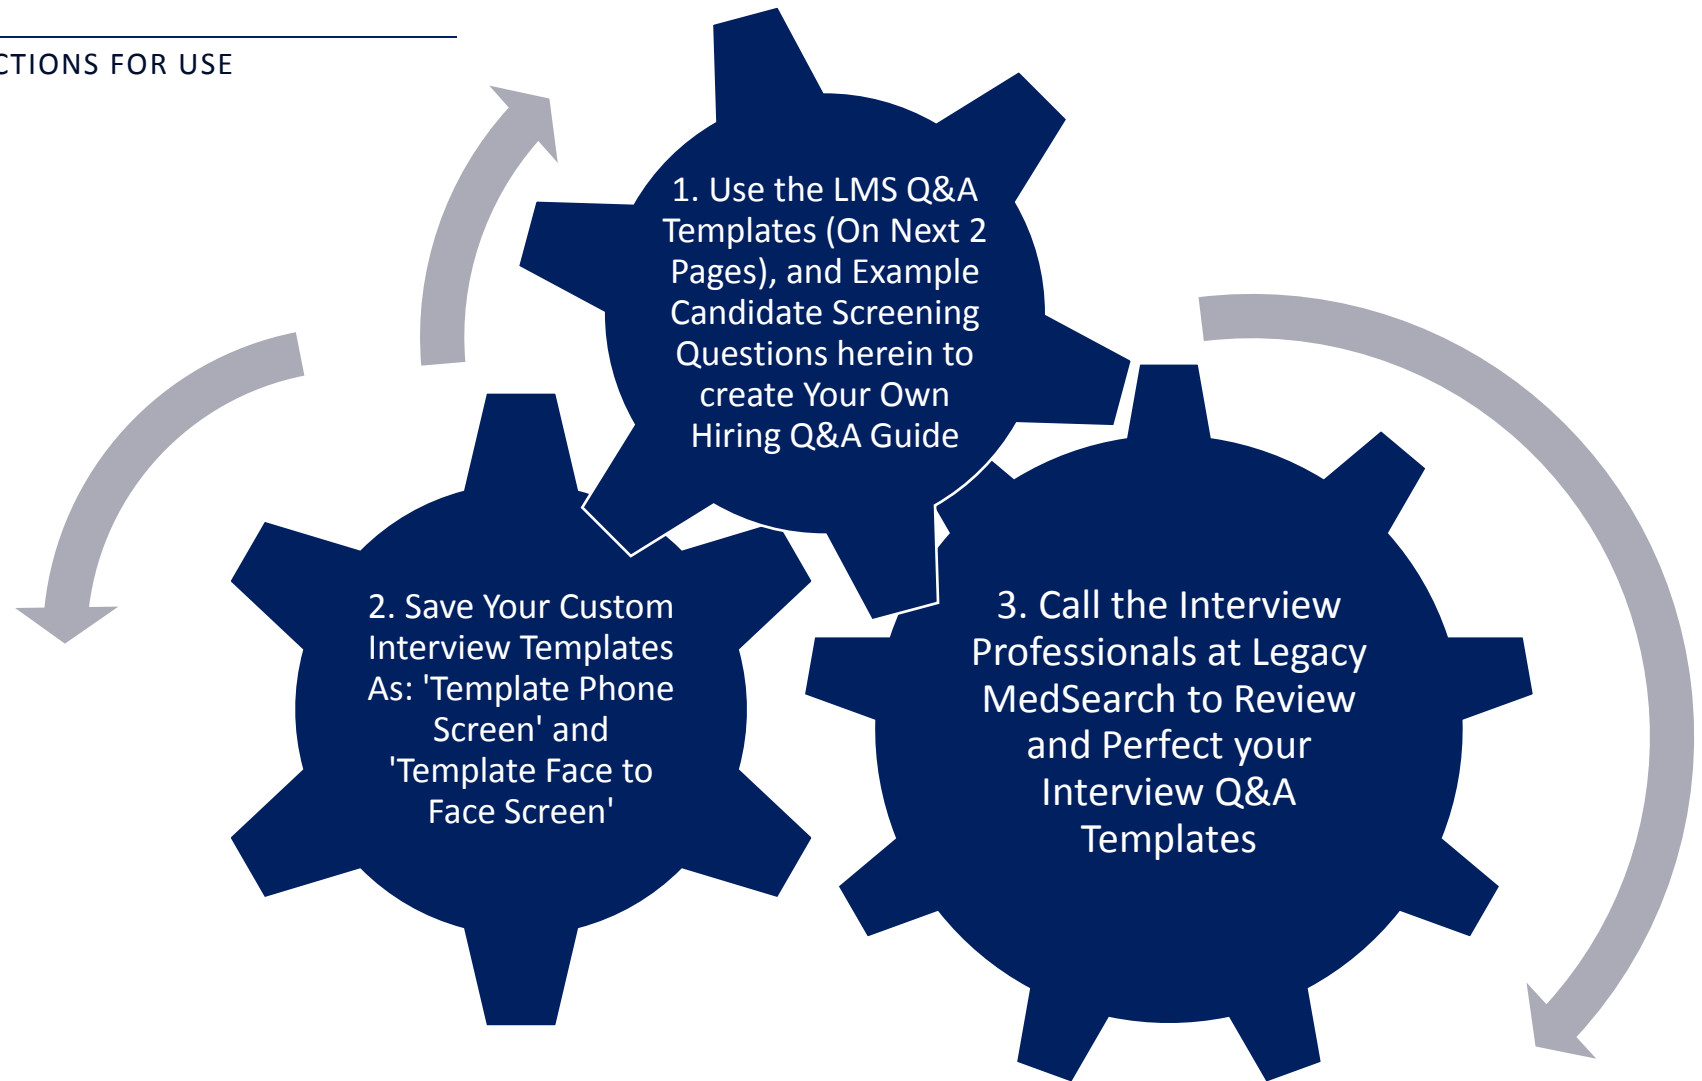 CTIONS FOR USE
1. Use the LMS Q&A
Templates (On Next 2
Pages), and Example
Candidate Screening
Questions herein to
create Your Own
Hiring Q&A Guide
2. Save Your Custom
Interview Templates
As: 'Template Phone
Screen' and
'Template Face to
Face Screen'
3. Call the Interview
Professionals at Legacy
MedSearch to Review
and Perfect your
Interview Q&A
Templates